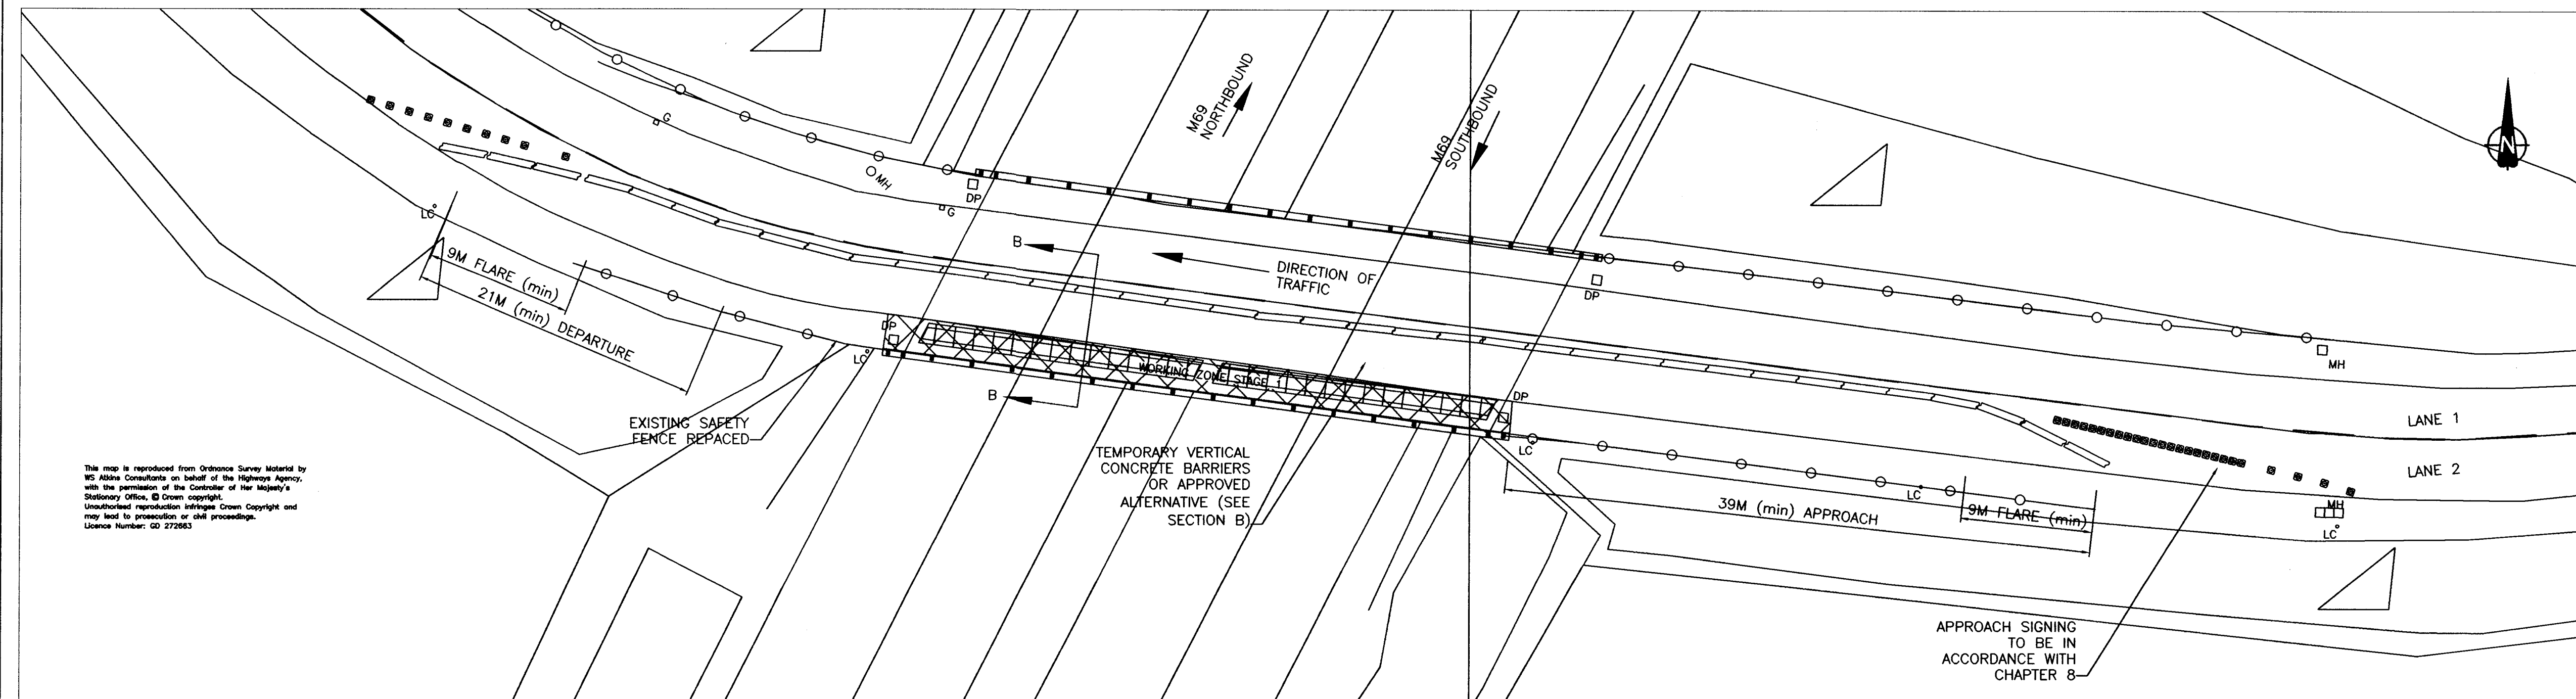 M69
NORTHBOUND
M69
SOUTHBOUND
N
G
MH
DP
G
LC
B
DIRECTION OF
TRAFFIC
DP
9M FLARE (min)
21M (min) DEPARTURE
DP
LC
WORKING ZONE STAGE 1
B
DP
MH
LANE 1
LANE 2
EXISTING SAFETY
FENCE REPACED
TEMPORARY VERTICAL
CONCRETE BARRIERS
OR APPROVED
ALTERNATIVE (SEE
SECTION B)
LC
LC
39M (min) APPROACH
9M FLARE (min)
MH
LC
This map is reproduced from Ordnance Survey Material by
WS Atkins Consultants on behalf of the Highways Agency,
with the permission of the Controller of Her Majesty's
Stationary Office, © Crown copyright.
Unauthorised reproduction infringes Crown Copyright and
may lead to prosecution or civil proceedings.
Licence Number: GD 272663
APPROACH SIGNING
TO BE IN
ACCORDANCE WITH
CHAPTER 8